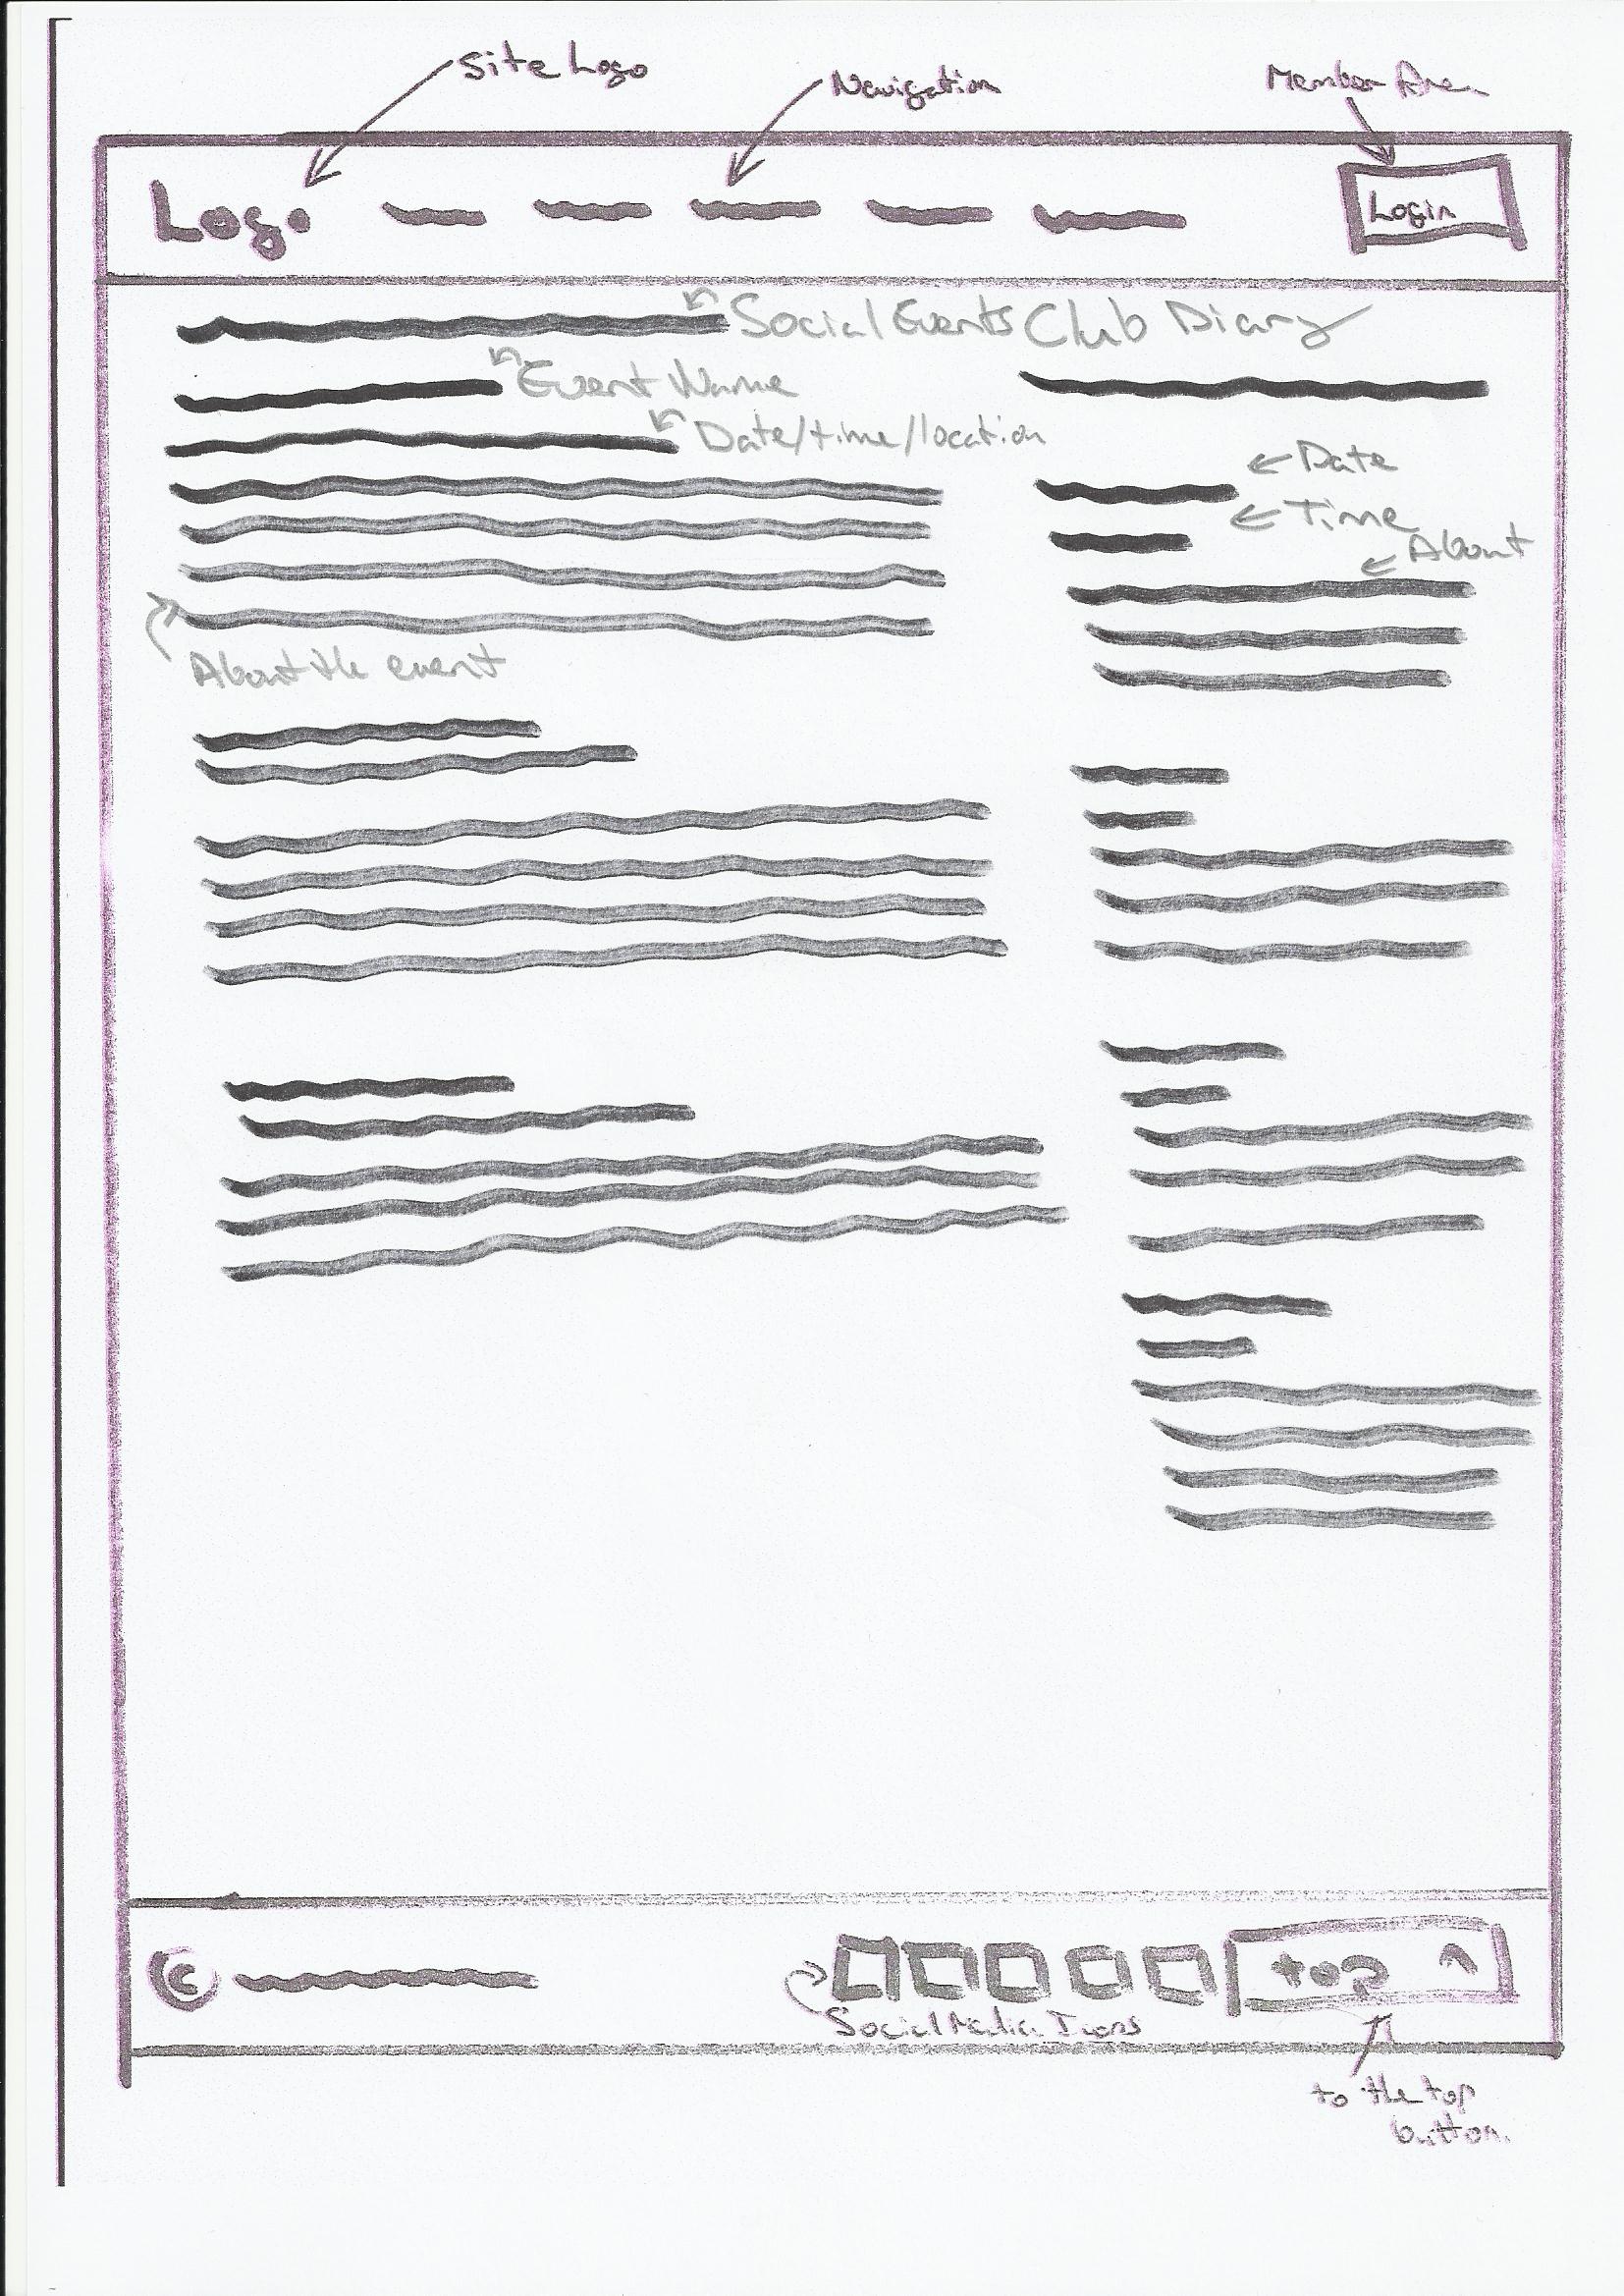 Site Logo
Navigation
Member Area
Logo
Login
Social Events Club Diary
Event Name
Date/time/location
← Date
← Time
← About
About the event
©
top ^
Social Media Icons
to the top
button.